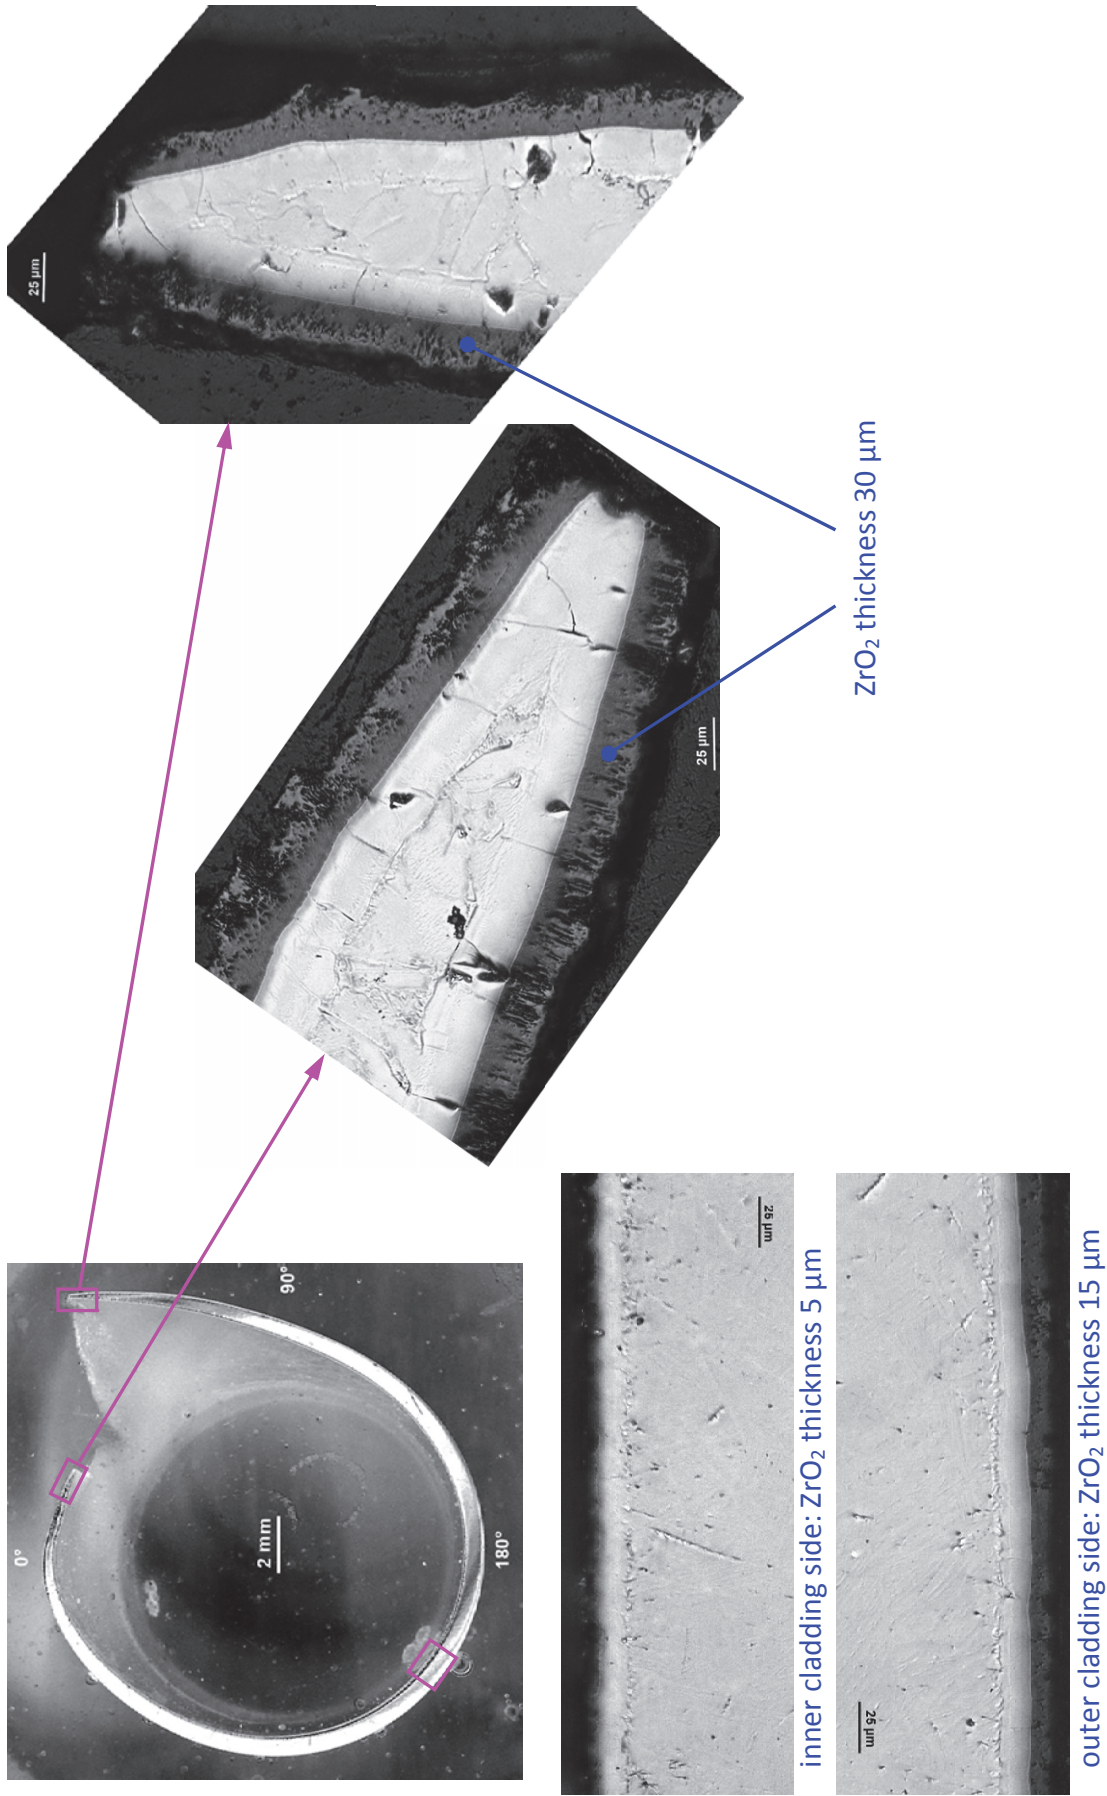 25 µm
ZrO₂ thickness 30 µm
25 µm
0°
90°
2 mm
180°
25 µm
inner cladding side: ZrO₂ thickness 5 µm
25 µm
outer cladding side: ZrO₂ thickness 15 µm